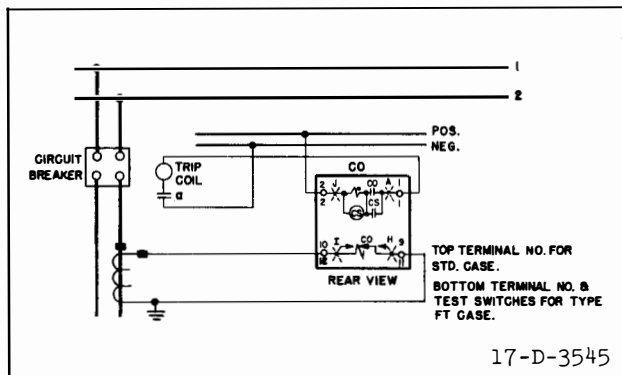 1
2
POS.
NEG.
CIRCUIT
BREAKER
TRIP
COIL
a
CO
2
2
J
CO
A
1
1
CS
CS
10
I
CO
H
9
REAR VIEW
TOP TERMINAL NO. FOR
STD. CASE.
BOTTOM TERMINAL NO. &
TEST SWITCHES FOR TYPE
FT CASE.
17-D-3545